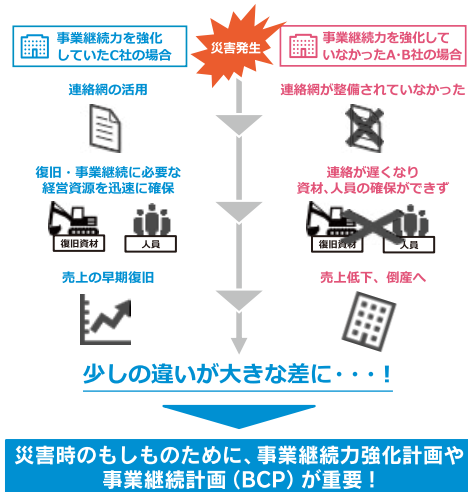 事業継続力を強化
していたC社の場合
災害発生
事業継続力を強化して
いなかったA・B社の場合
連絡網の活用
連絡網が整備されていなかった
復旧・事業継続に必要な
経営資源を迅速に確保
連絡が遅くなり
資材、人員の確保ができず
復旧資材
人員
復旧資材
人員
売上の早期復旧
売上低下、倒産へ
少しの違いが大きな差に・・・！
災害時のもしものために、事業継続力強化計画や
事業継続計画（BCP）が重要！